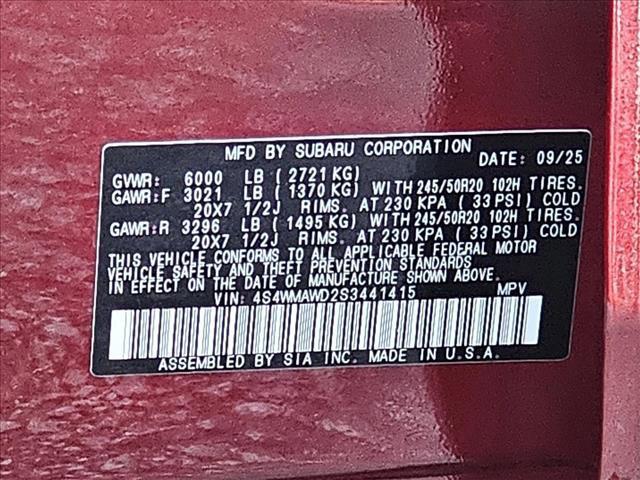 MFD BY SUBARU CORPORATION DATE: 09/25
GVWR: 6000 LB ( 2721 KG)
GAWR:F 3021 LB ( 1370 KG) WITH 245/50R20 102H TIRES.
20X7 1/2J RIMS. AT 230 KPA ( 33 PSI) COLD
GAWR:R 3296 LB ( 1495 KG) WITH 245/50R20 102H TIRES.
20X7 1/2J RIMS. AT 230 KPA ( 33 PSI) COLD
THIS VEHICLE CONFORMS TO ALL APPLICABLE FEDERAL MOTOR
VEHICLE SAFETY AND THEFT PREVENTION STANDARDS
IN EFFECT ON THE DATE OF MANUFACTURE SHOWN ABOVE.
VIN: 4S4WMAWD2S3441415 MPV
ASSEMBLED BY SIA INC. MADE IN U.S.A.